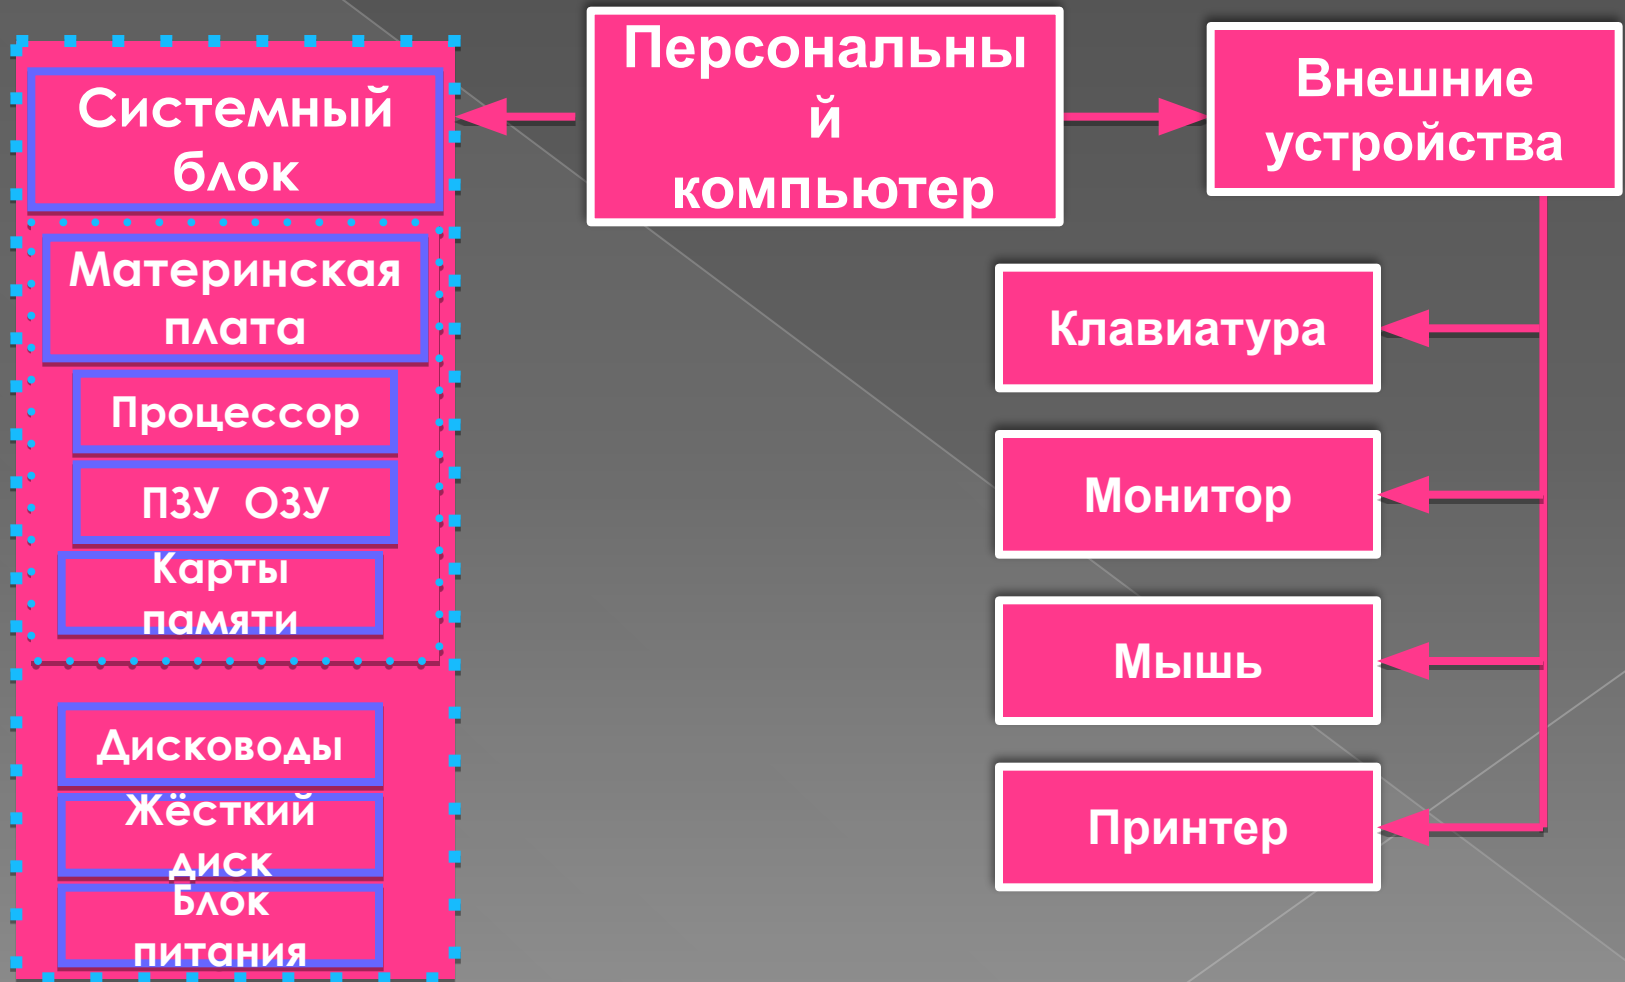 Персональны
й
компьютер
Системный
блок
Материнская
плата
Процессор
ПЗУ ОЗУ
Карты
памяти
Дисководы
Жёсткий
диск
Блок
питания
Внешние
устройства
Клавиатура
Монитор
Мышь
Принтер